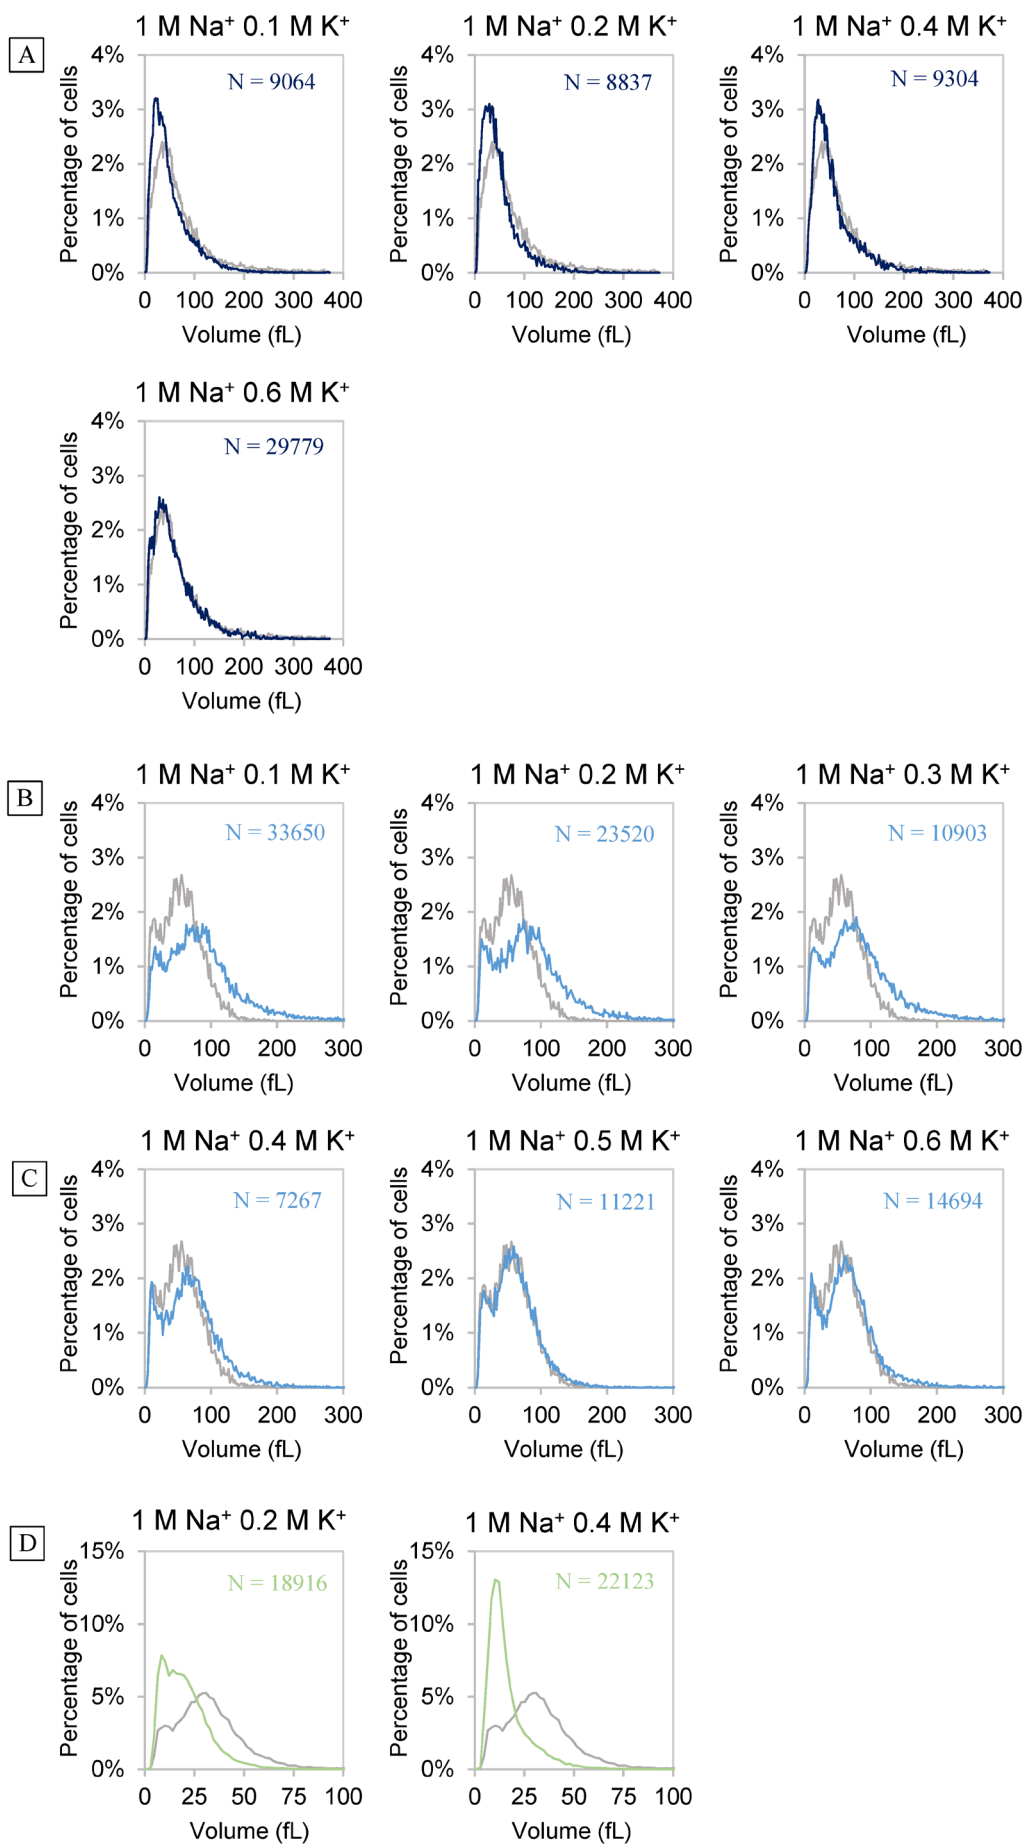 A
1 M Na⁺ 0.1 M K⁺
1 M Na⁺ 0.2 M K⁺
1 M Na⁺ 0.4 M K⁺
Percentage of cells
4%
3%
2%
1%
0%
N = 9064
0 100 200 300 400
Volume (fL)
Percentage of cells
4%
3%
2%
1%
0%
N = 8837
0 100 200 300 400
Volume (fL)
Percentage of cells
4%
3%
2%
1%
0%
N = 9304
0 100 200 300 400
Volume (fL)
1 M Na⁺ 0.6 M K⁺
Percentage of cells
4%
3%
2%
1%
0%
N = 29779
0 100 200 300 400
Volume (fL)
B
1 M Na⁺ 0.1 M K⁺
1 M Na⁺ 0.2 M K⁺
1 M Na⁺ 0.3 M K⁺
Percentage of cells
4%
3%
2%
1%
0%
N = 33650
0 100 200 300
Volume (fL)
Percentage of cells
4%
3%
2%
1%
0%
N = 23520
0 100 200 300
Volume (fL)
Percentage of cells
4%
3%
2%
1%
0%
N = 10903
0 100 200 300
Volume (fL)
C
1 M Na⁺ 0.4 M K⁺
1 M Na⁺ 0.5 M K⁺
1 M Na⁺ 0.6 M K⁺
Percentage of cells
4%
3%
2%
1%
0%
N = 7267
0 100 200 300
Volume (fL)
Percentage of cells
4%
3%
2%
1%
0%
N = 11221
0 100 200 300
Volume (fL)
Percentage of cells
4%
3%
2%
1%
0%
N = 14694
0 100 200 300
Volume (fL)
D
1 M Na⁺ 0.2 M K⁺
1 M Na⁺ 0.4 M K⁺
Percentage of cells
15%
10%
5%
0%
N = 18916
0 25 50 75 100
Volume (fL)
Percentage of cells
15%
10%
5%
0%
N = 22123
0 25 50 75 100
Volume (fL)